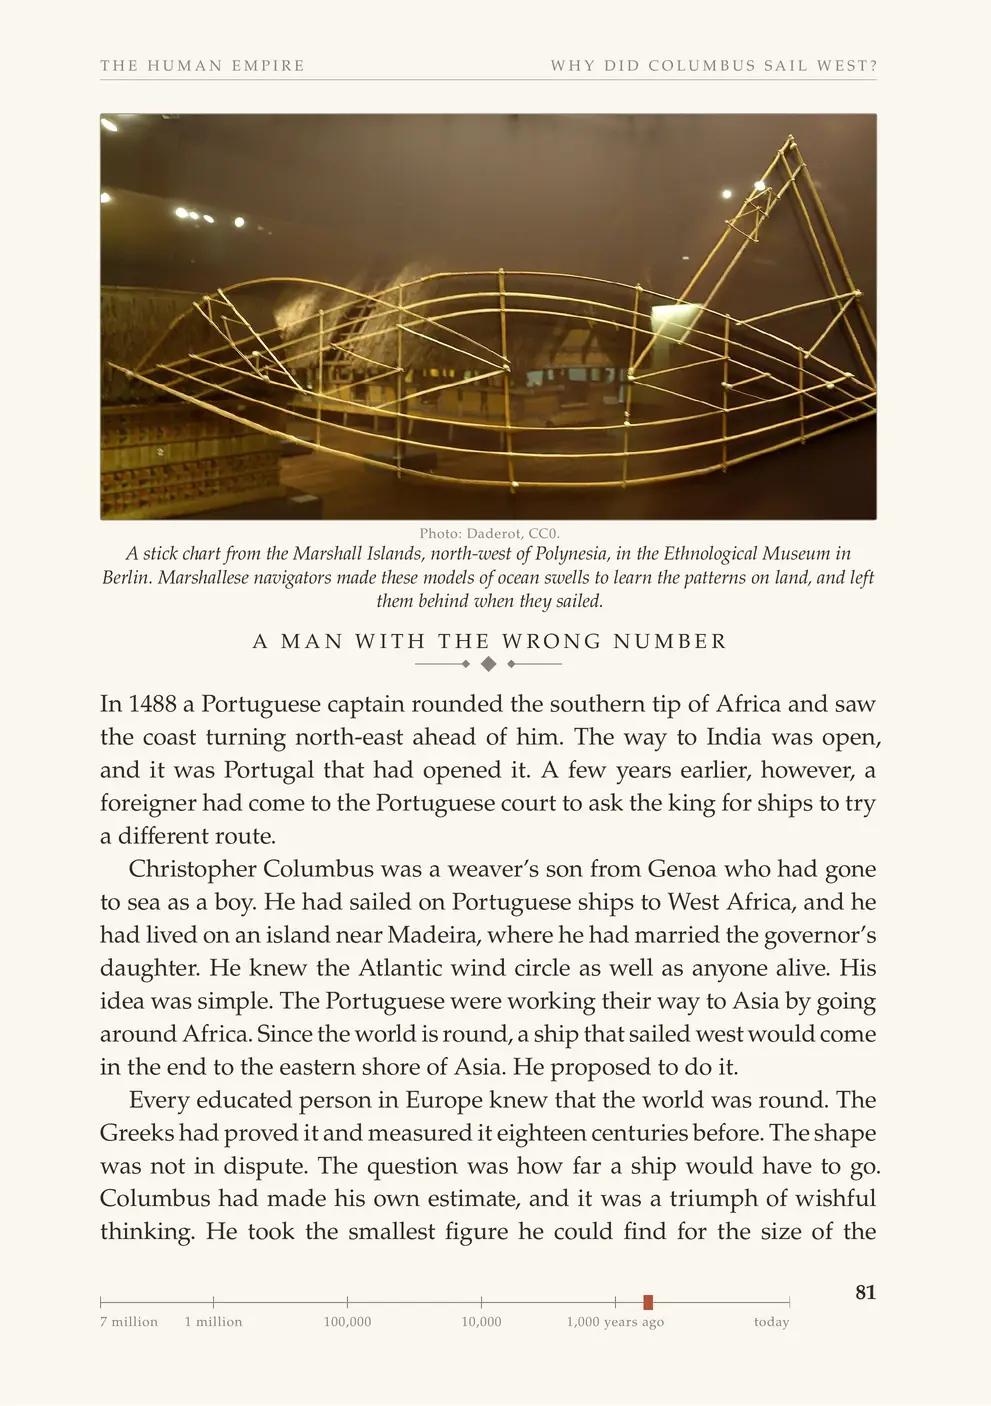 THE HUMAN EMPIRE
WHY DID COLUMBUS SAIL WEST?
Photo: Daderot, CC0.
A stick chart from the Marshall Islands, north-west of Polynesia, in the Ethnological Museum in
Berlin. Marshallese navigators made these models of ocean swells to learn the patterns on land, and left
them behind when they sailed.
A MAN WITH THE WRONG NUMBER
In 1488 a Portuguese captain rounded the southern tip of Africa and saw
the coast turning north-east ahead of him. The way to India was open,
and it was Portugal that had opened it. A few years earlier, however, a
foreigner had come to the Portuguese court to ask the king for ships to try
a different route.
Christopher Columbus was a weaver’s son from Genoa who had gone
to sea as a boy. He had sailed on Portuguese ships to West Africa, and he
had lived on an island near Madeira, where he had married the governor’s
daughter. He knew the Atlantic wind circle as well as anyone alive. His
idea was simple. The Portuguese were working their way to Asia by going
around Africa. Since the world is round, a ship that sailed west would come
in the end to the eastern shore of Asia. He proposed to do it.
Every educated person in Europe knew that the world was round. The
Greeks had proved it and measured it eighteen centuries before. The shape
was not in dispute. The question was how far a ship would have to go.
Columbus had made his own estimate, and it was a triumph of wishful
thinking. He took the smallest figure he could find for the size of the
81
7 million 1 million 100,000 10,000 1,000 years ago today